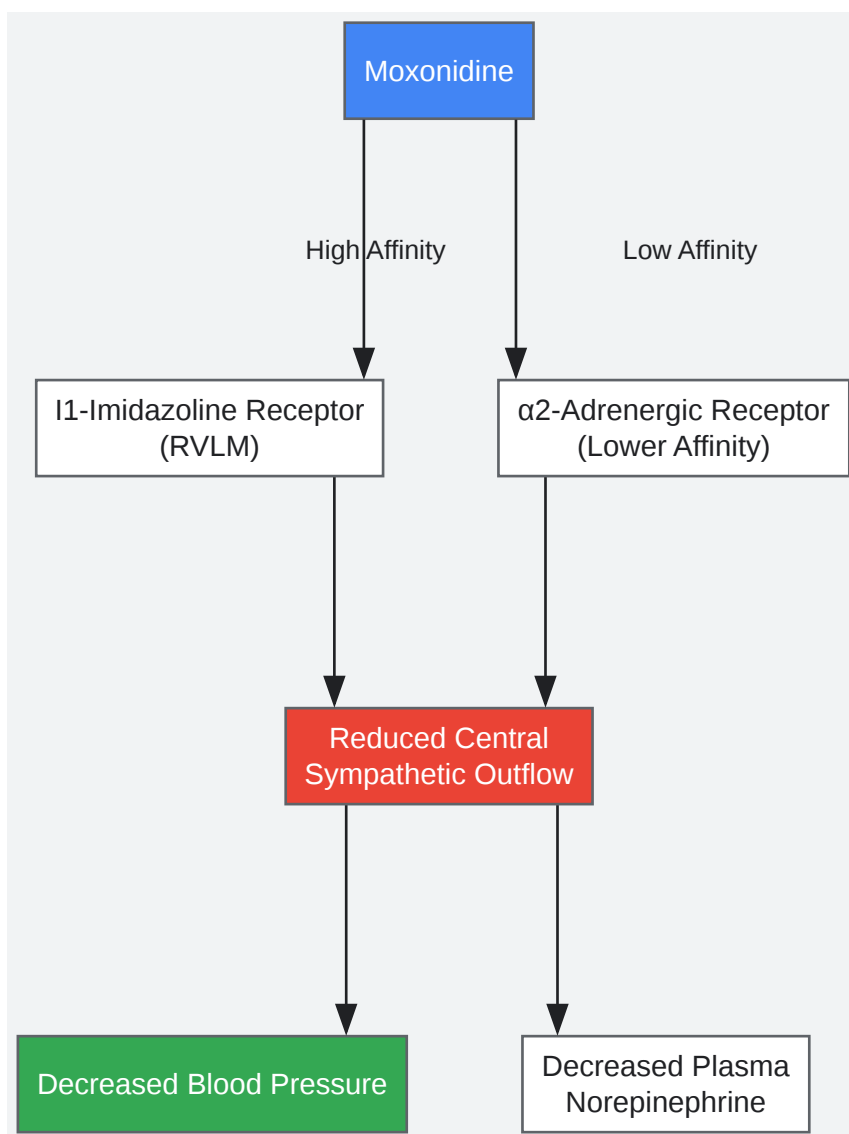 Moxonidine
High Affinity
Low Affinity
I1-Imidazoline Receptor
(RVLM)
α2-Adrenergic Receptor
(Lower Affinity)
Reduced Central
Sympathetic Outflow
Decreased Blood Pressure
Decreased Plasma
Norepinephrine